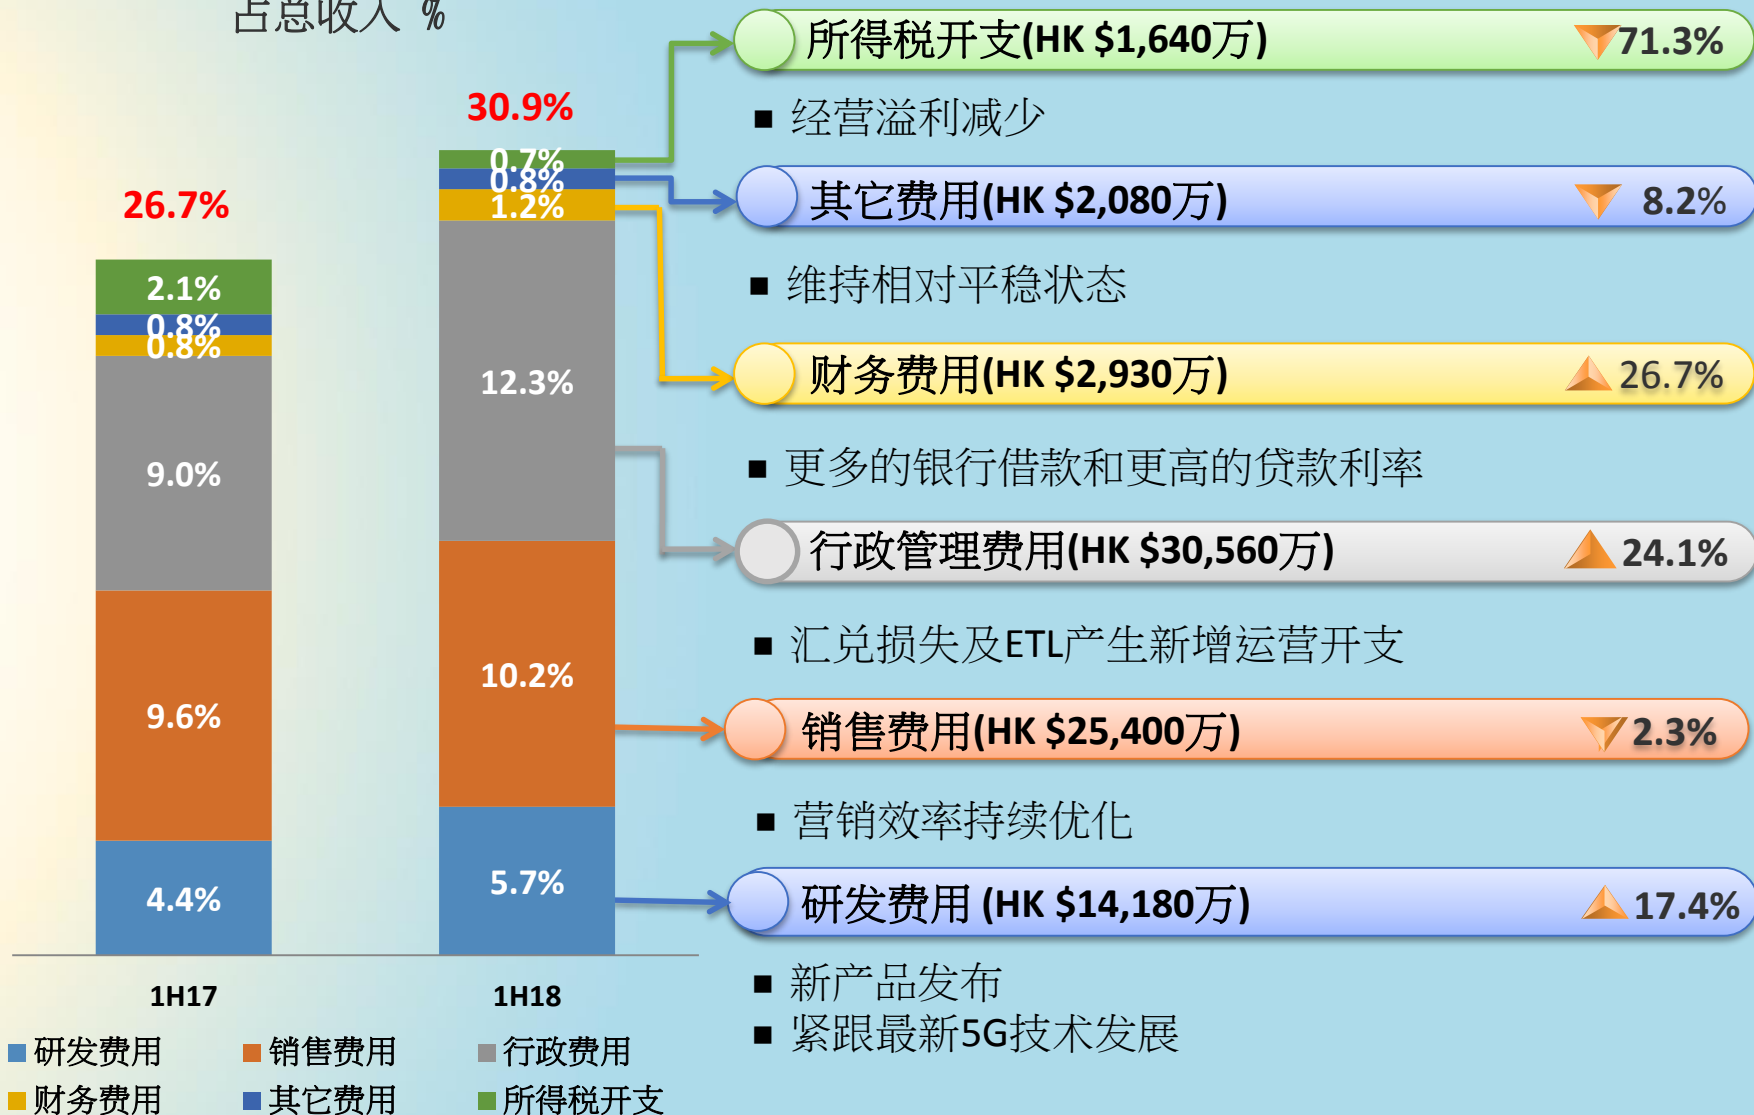 占总收入 %
26.7%
2.1%
0.8%
0.8%
9.0%
9.6%
4.4%
1H17
30.9%
0.7%
0.8%
1.2%
12.3%
10.2%
5.7%
1H18
研发费用 销售费用 行政费用
财务费用 其它费用 所得税开支
所得税开支(HK $1,640万) 71.3%
■ 经营溢利减少
其它费用(HK $2,080万) 8.2%
■ 维持相对平稳状态
财务费用(HK $2,930万) 26.7%
■ 更多的银行借款和更高的贷款利率
行政管理费用(HK $30,560万) 24.1%
■ 汇兑损失及ETL产生新增运营开支
销售费用(HK $25,400万) 2.3%
■ 营销效率持续优化
研发费用 (HK $14,180万) 17.4%
■ 新产品发布
■ 紧跟最新5G技术发展